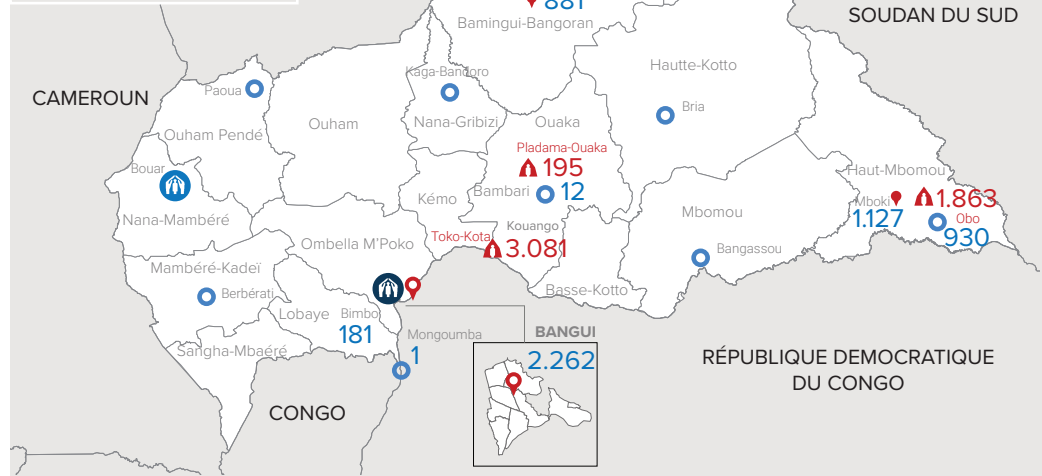 881
Bamingui-Bangoran
SOUDAN DU SUD
CAMEROUN
Paoua
Kaga-Bandoro
Hautte-Kotto
Bria
Ouham Pendé
Ouham
Nana-Gribizi
Ouaka
Pladama-Ouaka
195
Bouar
Bambari
12
Kémo
Haut-Mbomou
Mboki
1.863
1.127
Obo
930
Nana-Mambéré
Mbomou
Kouango
Toko-Kota
3.081
Ombella M'Poko
Bangassou
Mambéré-Kadeï
Berbérati
Basse-Kotto
Lobaye
Bimbo
181
Mongoumba
1
BANGUI
2.262
Sangha-Mbaéré
RÉPUBLIQUE DEMOCRATIQUE
DU CONGO
CONGO